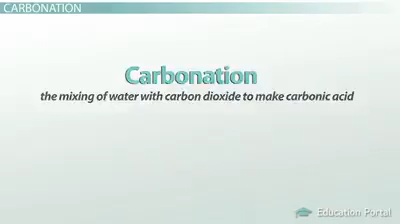 CARBONATION
Carbonation
the mixing of water with carbon dioxide to make carbonic acid
Education Portal